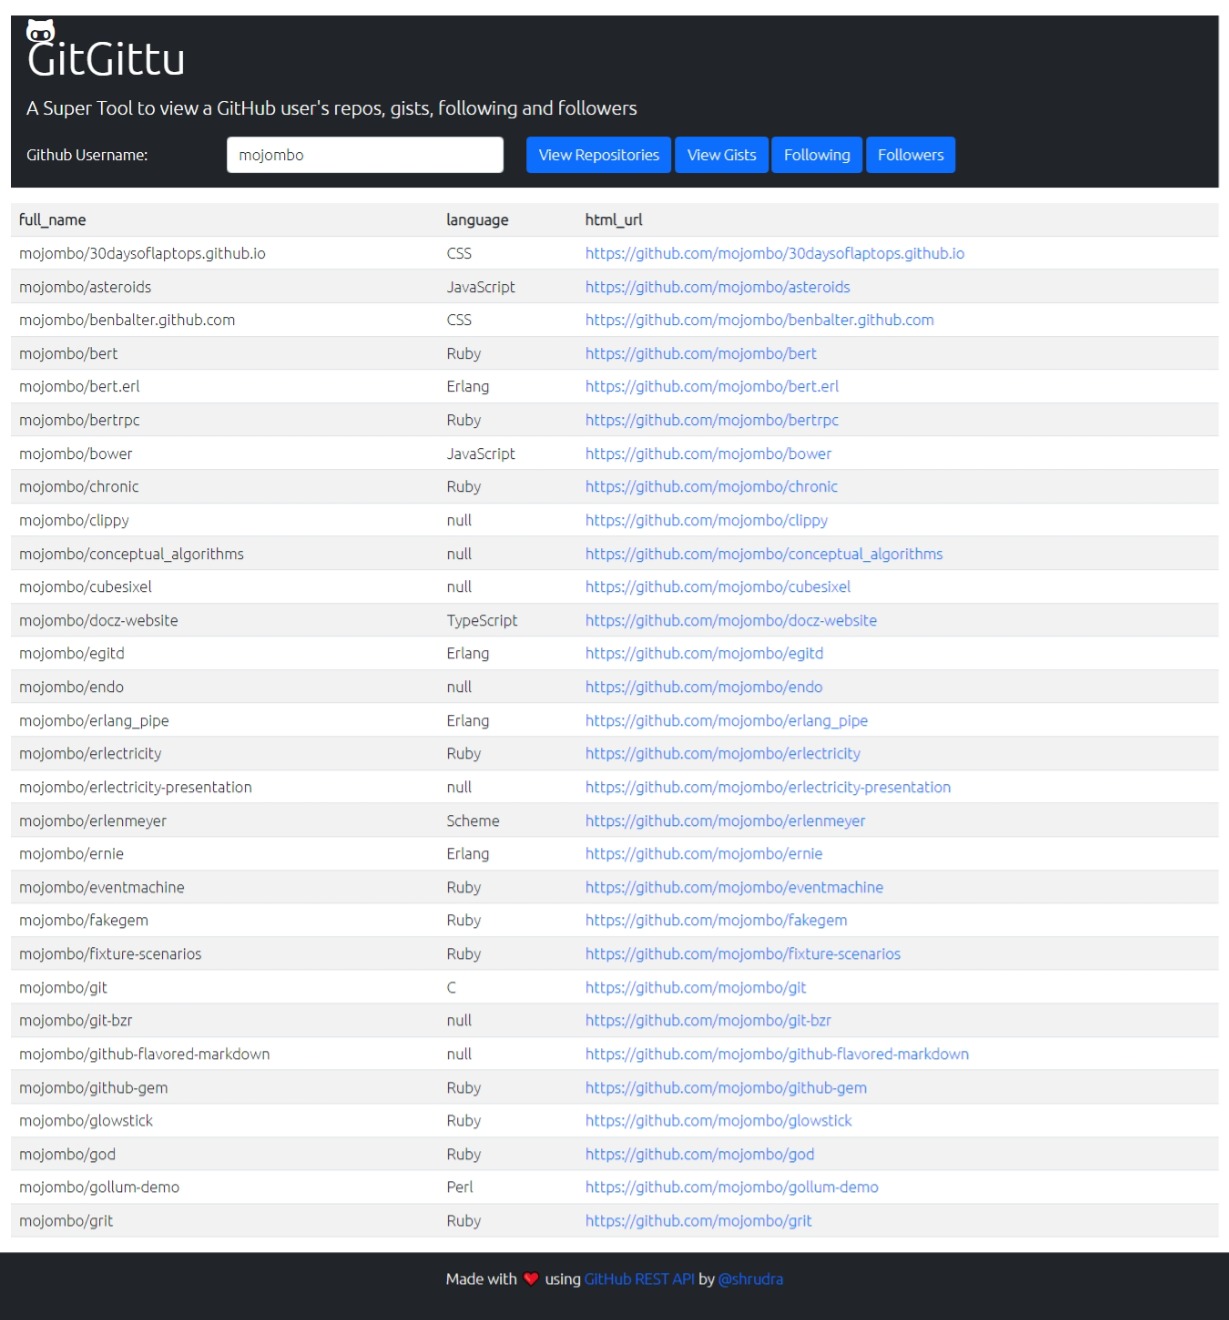 GitGittu
A Super Tool to view a GitHub user's repos, gists, following and followers
Github Username: mojombo View Repositories View Gists Following Followers
full_name language html_url
mojombo/30daysoflaptops.github.io CSS https://github.com/mojombo/30daysoflaptops.github.io
mojombo/asteroids JavaScript https://github.com/mojombo/asteroids
mojombo/benbalter.github.com CSS https://github.com/mojombo/benbalter.github.com
mojombo/bert Ruby https://github.com/mojombo/bert
mojombo/bert.erl Erlang https://github.com/mojombo/bert.erl
mojombo/bertrpc Ruby https://github.com/mojombo/bertrpc
mojombo/bower JavaScript https://github.com/mojombo/bower
mojombo/chronic Ruby https://github.com/mojombo/chronic
mojombo/clippy null https://github.com/mojombo/clippy
mojombo/conceptual_algorithms null https://github.com/mojombo/conceptual_algorithms
mojombo/cubesixel null https://github.com/mojombo/cubesixel
mojombo/docz-website TypeScript https://github.com/mojombo/docz-website
mojombo/egitd Erlang https://github.com/mojombo/egitd
mojombo/endo null https://github.com/mojombo/endo
mojombo/erlang_pipe Erlang https://github.com/mojombo/erlang_pipe
mojombo/erlectricity Ruby https://github.com/mojombo/erlectricity
mojombo/erlectricity-presentation null https://github.com/mojombo/erlectricity-presentation
mojombo/erlenmeyer Scheme https://github.com/mojombo/erlenmeyer
mojombo/ernie Erlang https://github.com/mojombo/ernie
mojombo/eventmachine Ruby https://github.com/mojombo/eventmachine
mojombo/fakegem Ruby https://github.com/mojombo/fakegem
mojombo/fixture-scenarios Ruby https://github.com/mojombo/fixture-scenarios
mojombo/git C https://github.com/mojombo/git
mojombo/git-bzr null https://github.com/mojombo/git-bzr
mojombo/github-flavored-markdown null https://github.com/mojombo/github-flavored-markdown
mojombo/github-gem Ruby https://github.com/mojombo/github-gem
mojombo/glowstick Ruby https://github.com/mojombo/glowstick
mojombo/god Ruby https://github.com/mojombo/god
mojombo/gollum-demo Perl https://github.com/mojombo/gollum-demo
mojombo/grit Ruby https://github.com/mojombo/grit
Made with ❤️ using GitHub REST API by @shrudra